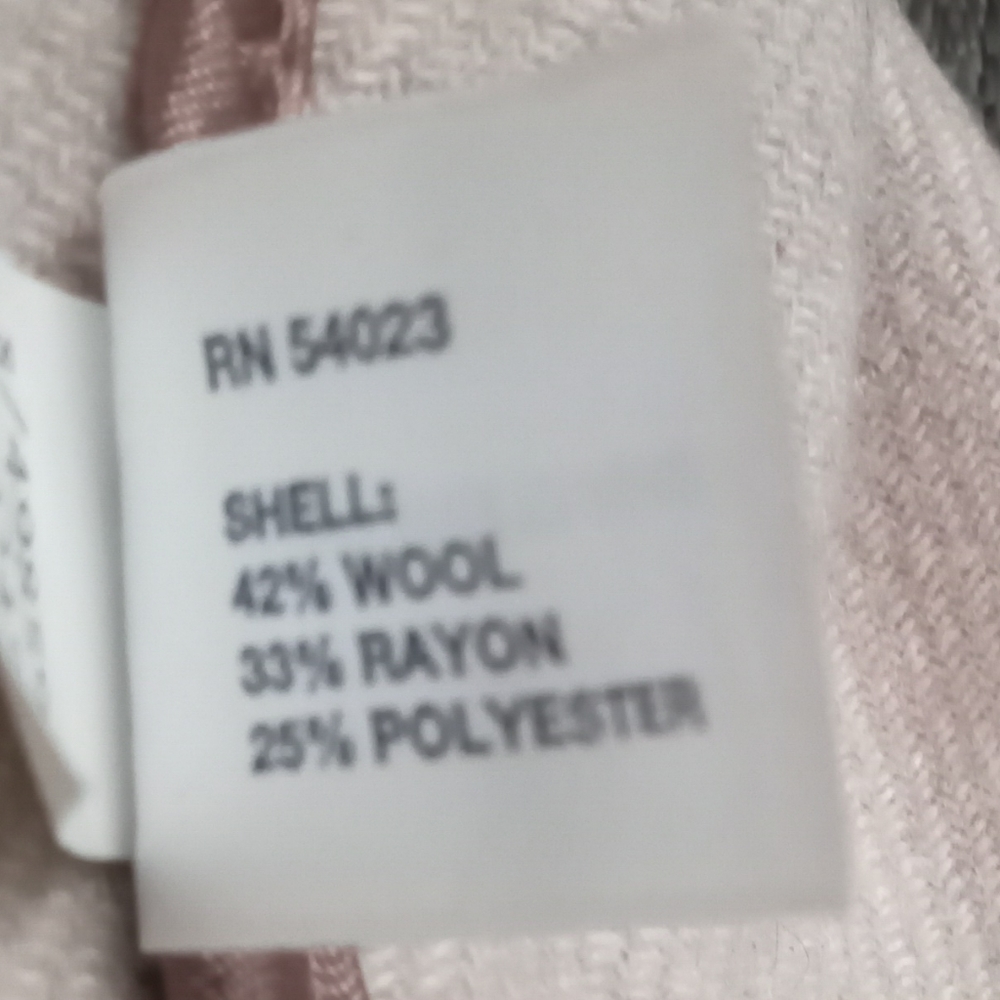 RN 54023
SHELL:
42% WOOL
33% RAYON
25% POLYESTER